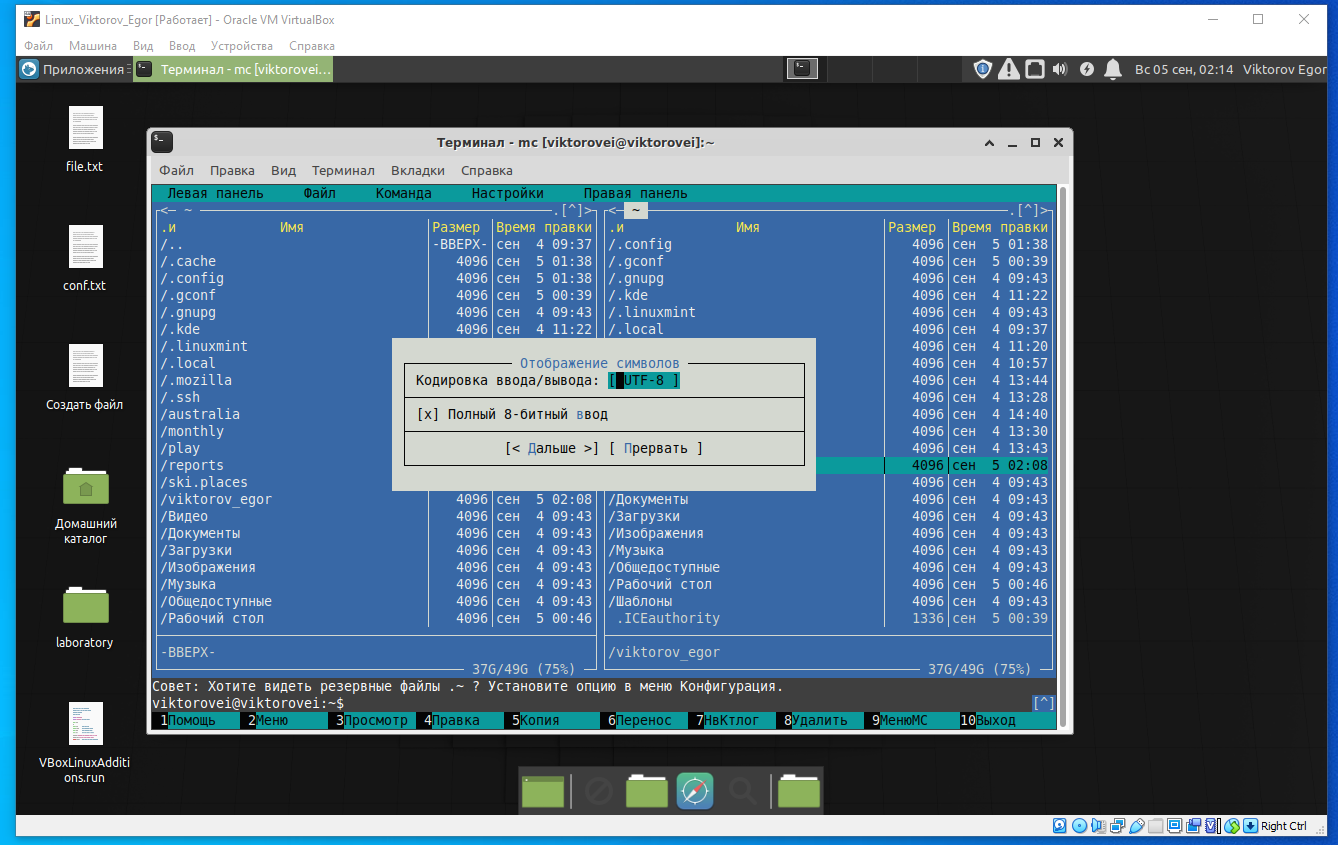 Linux_Viktorov_Egor [Работает] - Oracle VM VirtualBox
Файл Машина Вид Ввод Устройства Справка
Приложения Терминал - mc [viktorovei... Вс 05 сен, 02:14 Viktorov Egor
file.txt
conf.txt
Создать файл
Домашний
каталог
laboratory
VBoxLinuxAdditi
ons.run
Терминал - mc [viktorovei@viktorovei]:~
Файл Правка Вид Терминал Вкладки Справка
Левая панель Файл Команда Настройки Правая панель
<─ ~ .[^]> <─ ~ .[^]>
.и Имя Размер Время правки .и Имя Размер Время правки
/.. -ВВЕРХ- сен 4 09:37 /.config 4096 сен 5 01:38
/.cache 4096 сен 5 01:38 /.gconf 4096 сен 5 00:39
/.config 4096 сен 5 01:38 /.gnupg 4096 сен 4 09:43
/.gconf 4096 сен 5 00:39 /.kde 4096 сен 4 11:22
/.gnupg 4096 сен 4 09:43 /.linuxmint 4096 сен 4 09:43
/.kde 4096 сен 4 11:22 /.local 4096 сен 4 09:37
/.linuxmint 4096 сен 4 11:20
/.local 4096 сен 4 10:57
/.mozilla 4096 сен 4 13:44
/.ssh 4096 сен 4 13:28
/australia 4096 сен 4 14:40
/monthly 4096 сен 4 13:30
/play 4096 сен 4 13:43
/reports 4096 сен 5 02:08
/ski.places 4096 сен 4 09:43
/viktorov_egor 4096 сен 5 02:08 /Документы 4096 сен 4 09:43
/Видео 4096 сен 4 09:43 /Загрузки 4096 сен 4 09:43
/Документы 4096 сен 4 09:43 /Изображения 4096 сен 4 09:43
/Загрузки 4096 сен 4 09:43 /Музыка 4096 сен 4 09:43
/Изображения 4096 сен 4 09:43 /Общедоступные 4096 сен 4 09:43
/Музыка 4096 сен 4 09:43 /Рабочий стол 4096 сен 5 00:46
/Общедоступные 4096 сен 4 09:43 /Шаблоны 4096 сен 4 09:43
/Рабочий стол 4096 сен 5 00:46 .ICEauthority 1336 сен 5 00:39
-ВВЕРХ- /viktorov_egor
37G/49G (75%) 37G/49G (75%)
Отображение символов
Кодировка ввода/вывода: [ UTF-8 ]
[x] Полный 8-битный ввод
[< Дальше >] [ Прервать ]
Совет: Хотите видеть резервные файлы .~ ? Установите опцию в меню Конфигурация.
viktorovei@viktorovei:~$ [^]
1Помощь 2Меню 3Просмотр 4Правка 5Копия 6Перенос 7НвКтлог 8Удалить 9МенюМС 10Выход
Right Ctrl